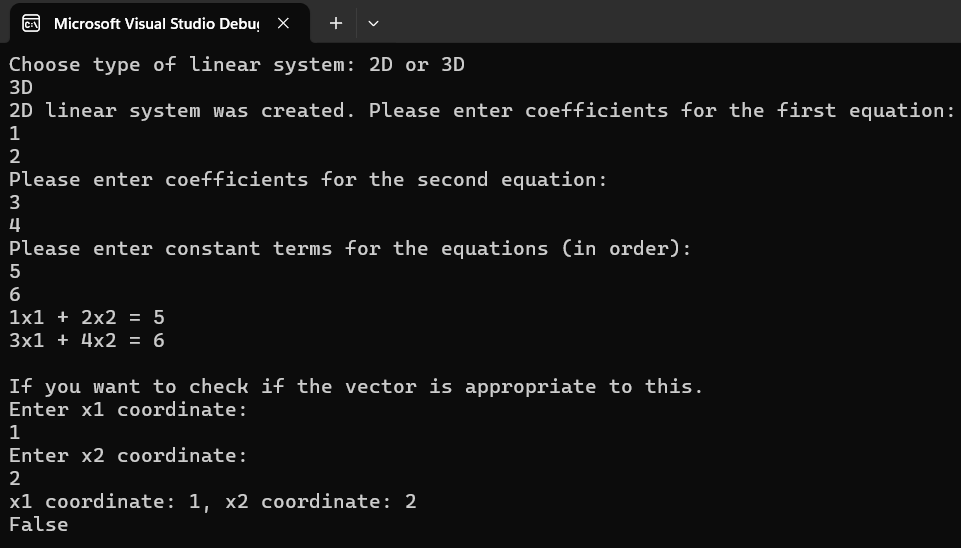 Microsoft Visual Studio Debug
Choose type of linear system: 2D or 3D
3D
2D linear system was created. Please enter coefficients for the first equation:
1
2
Please enter coefficients for the second equation:
3
4
Please enter constant terms for the equations (in order):
5
6
1x1 + 2x2 = 5
3x1 + 4x2 = 6
If you want to check if the vector is appropriate to this.
Enter x1 coordinate:
1
Enter x2 coordinate:
2
x1 coordinate: 1, x2 coordinate: 2
False